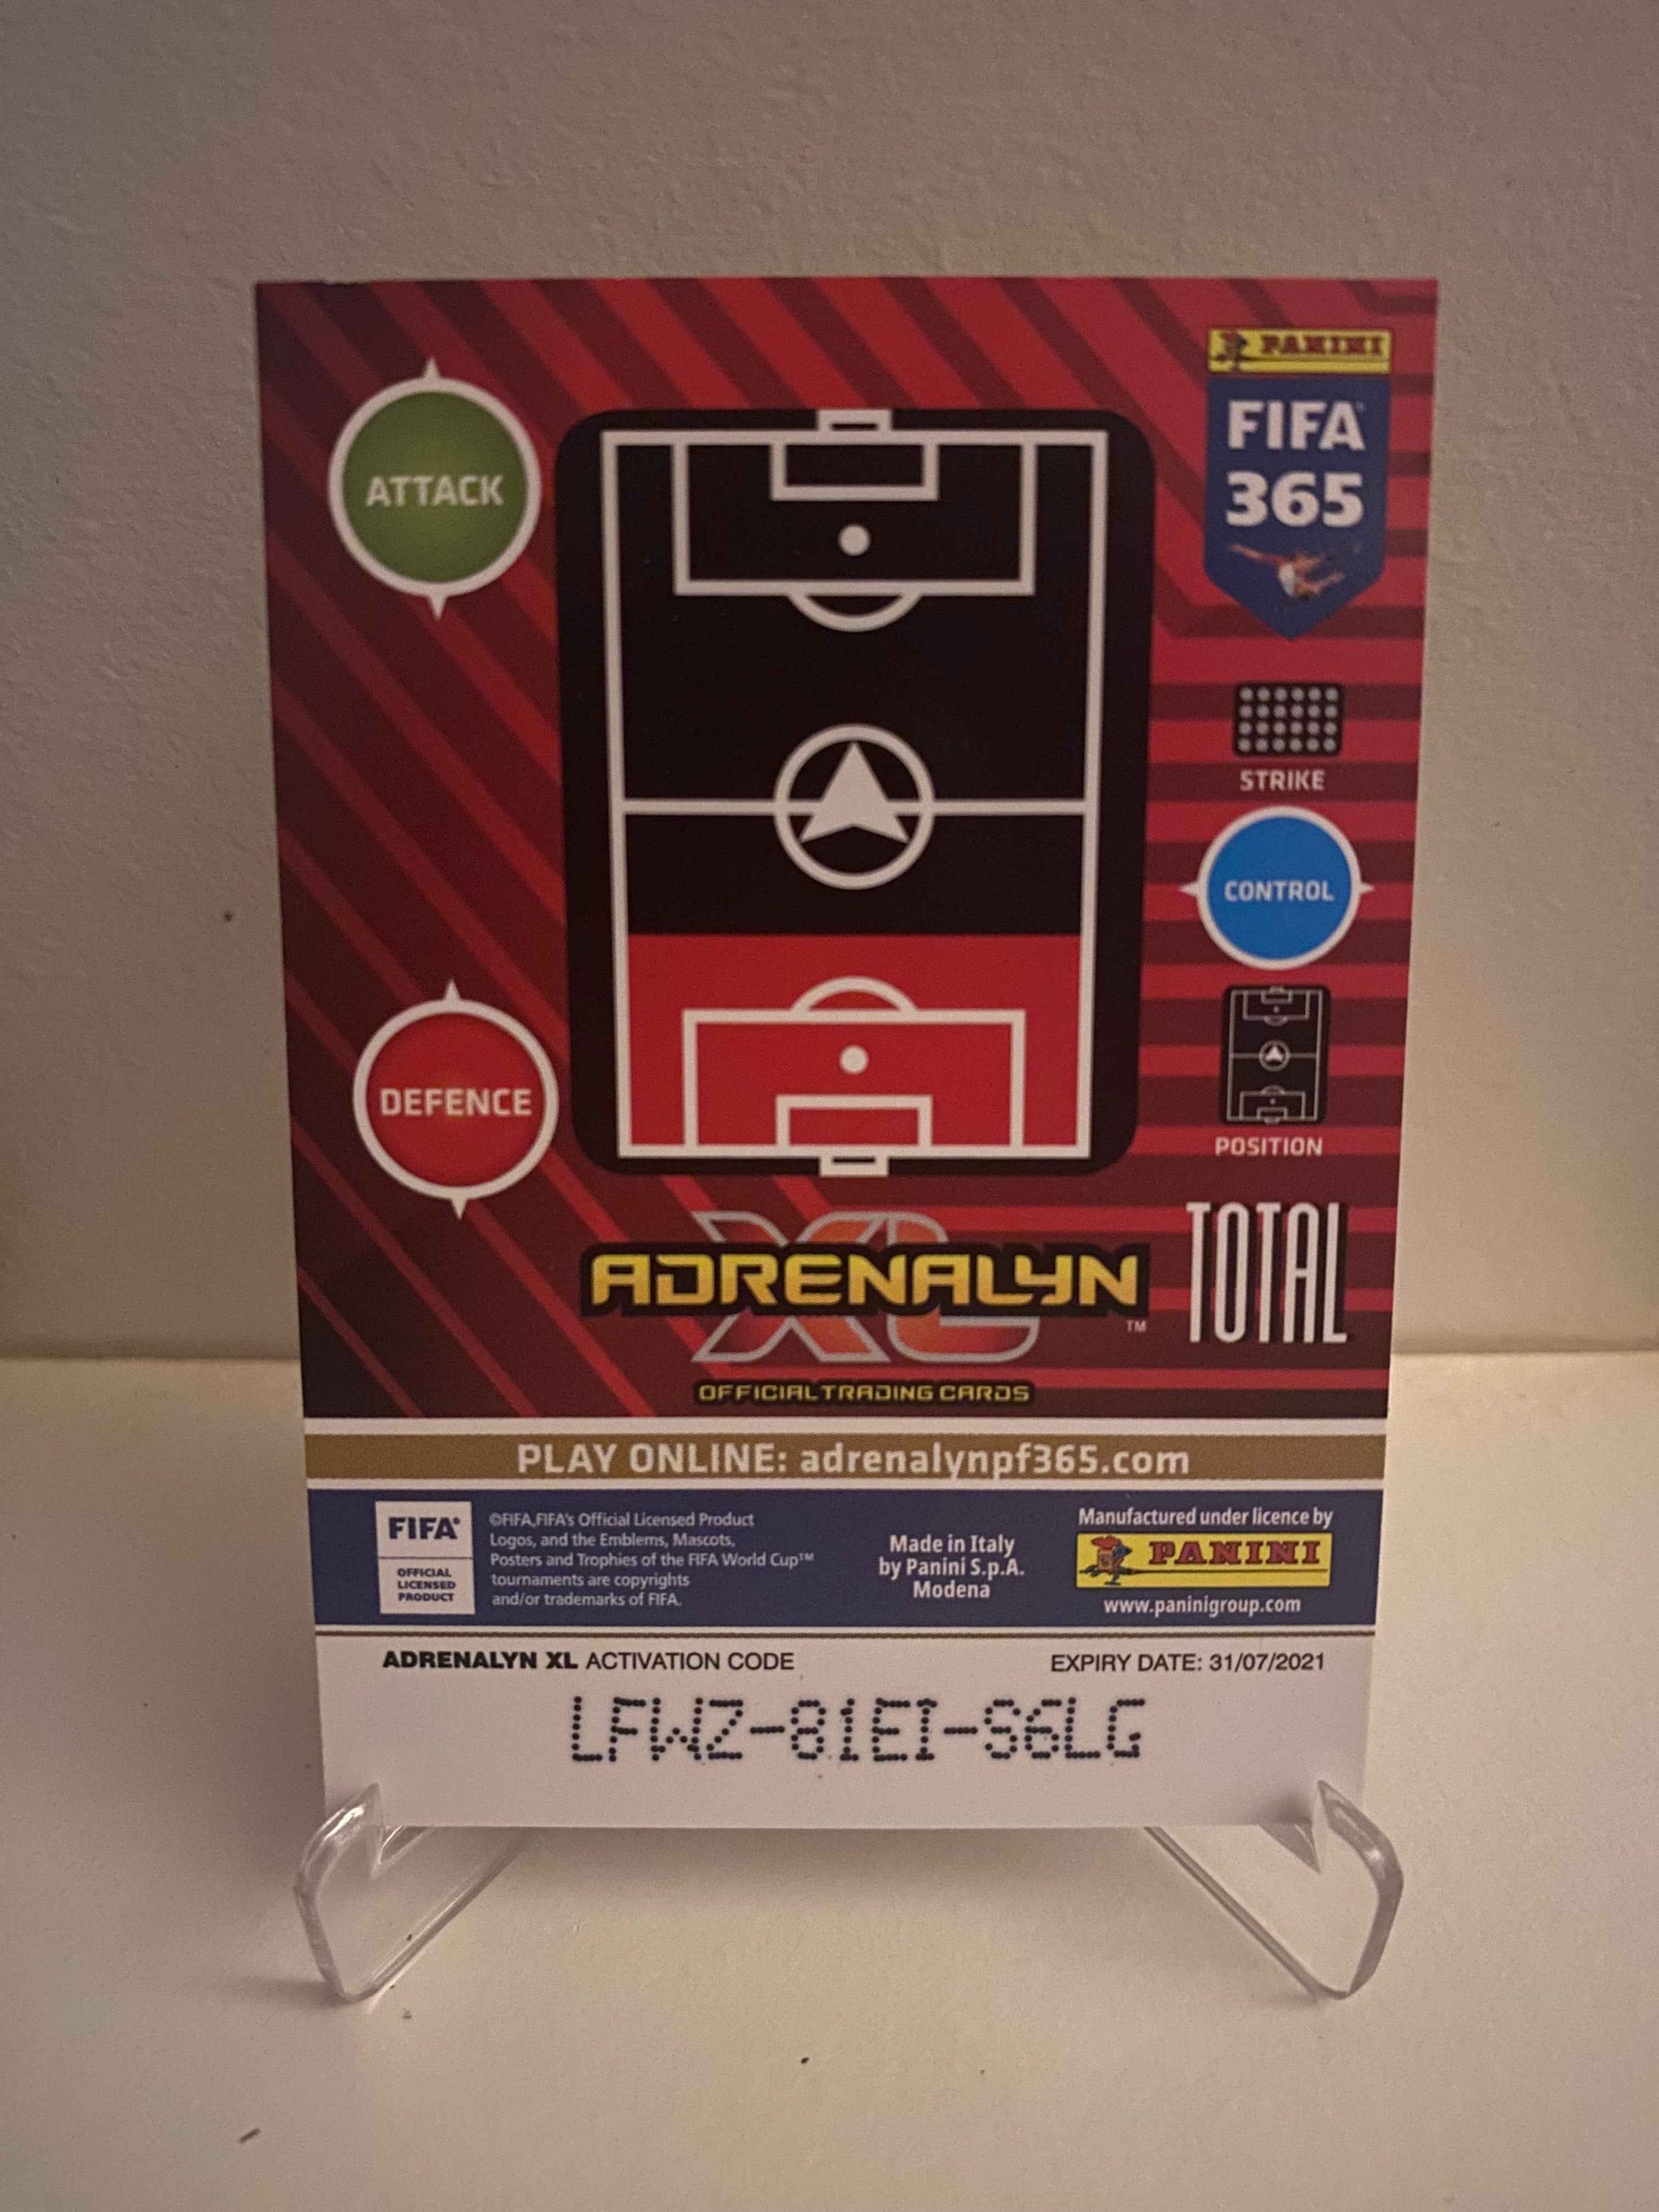 PANINI
FIFA
365
ATTACK
STRIKE
CONTROL
DEFENCE
POSITION
TOTAL
ADRENALYN
XL
TM
OFFICIAL TRADING CARDS
PLAY ONLINE: adrenalynpf365.com
FIFA
OFFICIAL
LICENSED
PRODUCT
©FIFA,FIFA's Official Licensed Product
Logos, and the Emblems, Mascots,
Posters and Trophies of the FIFA World Cup™
tournaments are copyrights
and/or trademarks of FIFA.
Made in Italy
by Panini S.p.A.
Modena
Manufactured under licence by
PANINI
www.paninigroup.com
ADRENALYN XL ACTIVATION CODE
EXPIRY DATE: 31/07/2021
LFWZ-81EI-S6LG